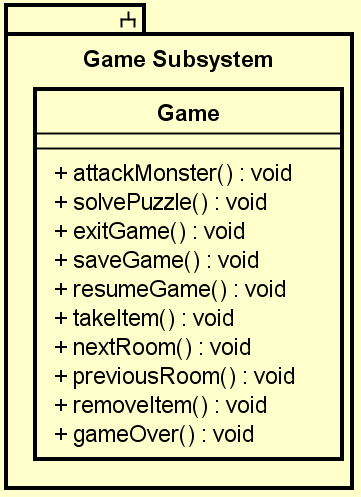 Game Subsystem
Game
+ attackMonster() : void
+ solvePuzzle() : void
+ exitGame() : void
+ saveGame() : void
+ resumeGame() : void
+ takeItem() : void
+ nextRoom() : void
+ previousRoom() : void
+ removeItem() : void
+ gameOver() : void